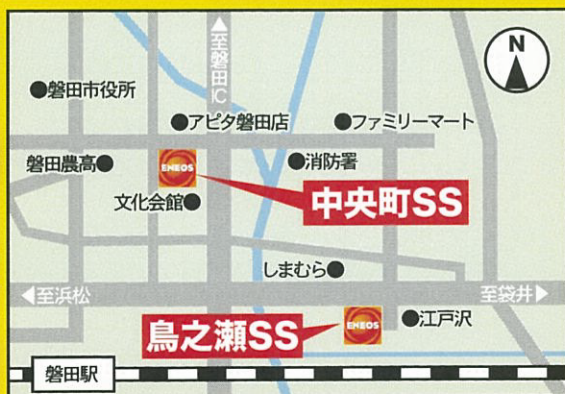 ▲至磐田IC
N
●磐田市役所
●アピタ磐田店
●ファミリーマート
磐田農高●
ENEOS
●消防署
中央町SS
文化会館●
しまむら●
◀至浜松
至袋井▶
鳥之瀬SS
ENEOS
●江戸沢
磐田駅